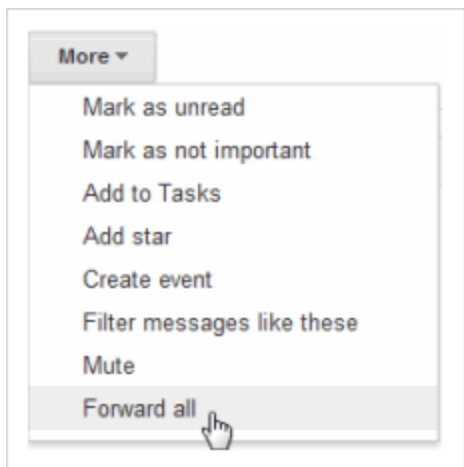 More
Mark as unread
Mark as not important
Add to Tasks
Add star
Create event
Filter messages like these
Mute
Forward all